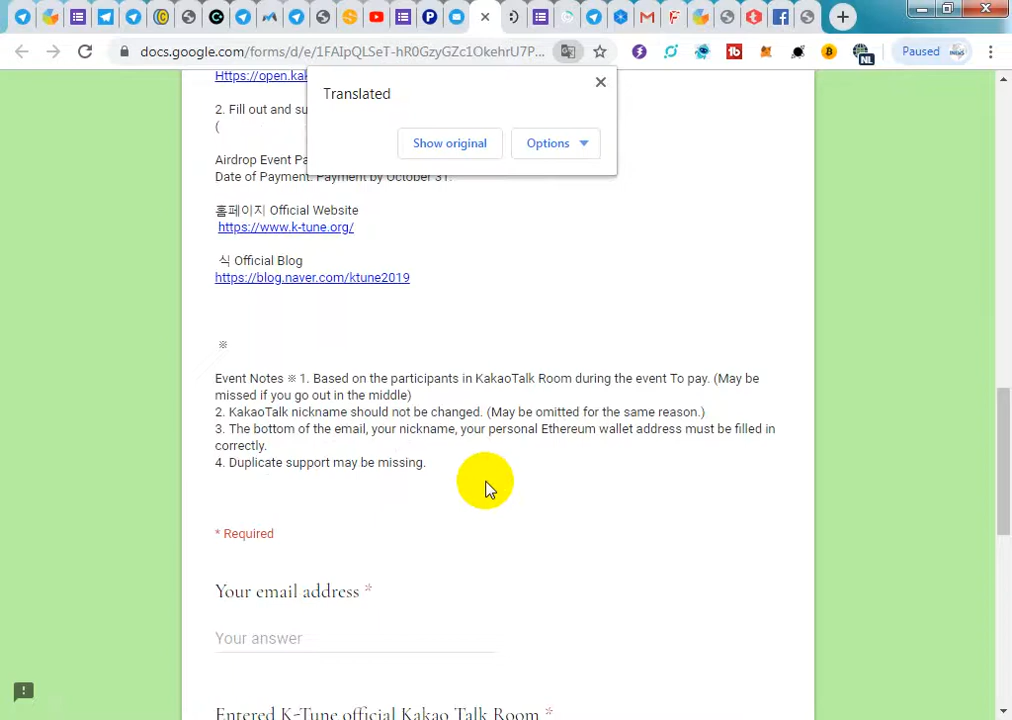 docs.google.com/forms/d/e/1FAIpQLSeT-hR0GzyGZc1OkehrU7P...
NL
Paused
Https://open.ka
Translated
Show original
Options
2. Fill out and su
(
Airdrop Event Pa
Date of Payment: Payment by October 31.
홈페이지 Official Website
https://www.k-tune.org/
식 Official Blog
https://blog.naver.com/ktune2019
※
Event Notes ※ 1. Based on the participants in KakaoTalk Room during the event To pay. (May be
missed if you go out in the middle)
2. KakaoTalk nickname should not be changed. (May be omitted for the same reason.)
3. The bottom of the email, your nickname, your personal Ethereum wallet address must be filled in
correctly.
4. Duplicate support may be missing.
* Required
Your email address *
Your answer
Entered K-Tune official Kakao Talk Room *